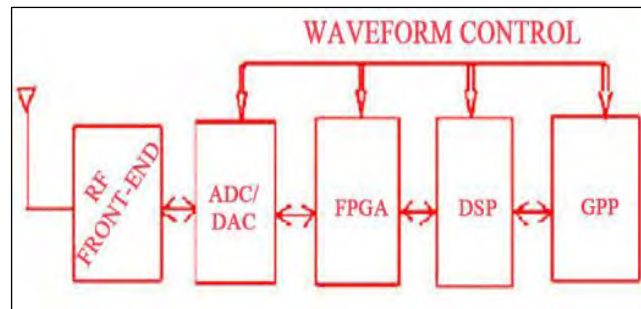 WAVEFORM CONTROL
RF
FRONT-END
ADC/
DAC
FPGA
DSP
GPP